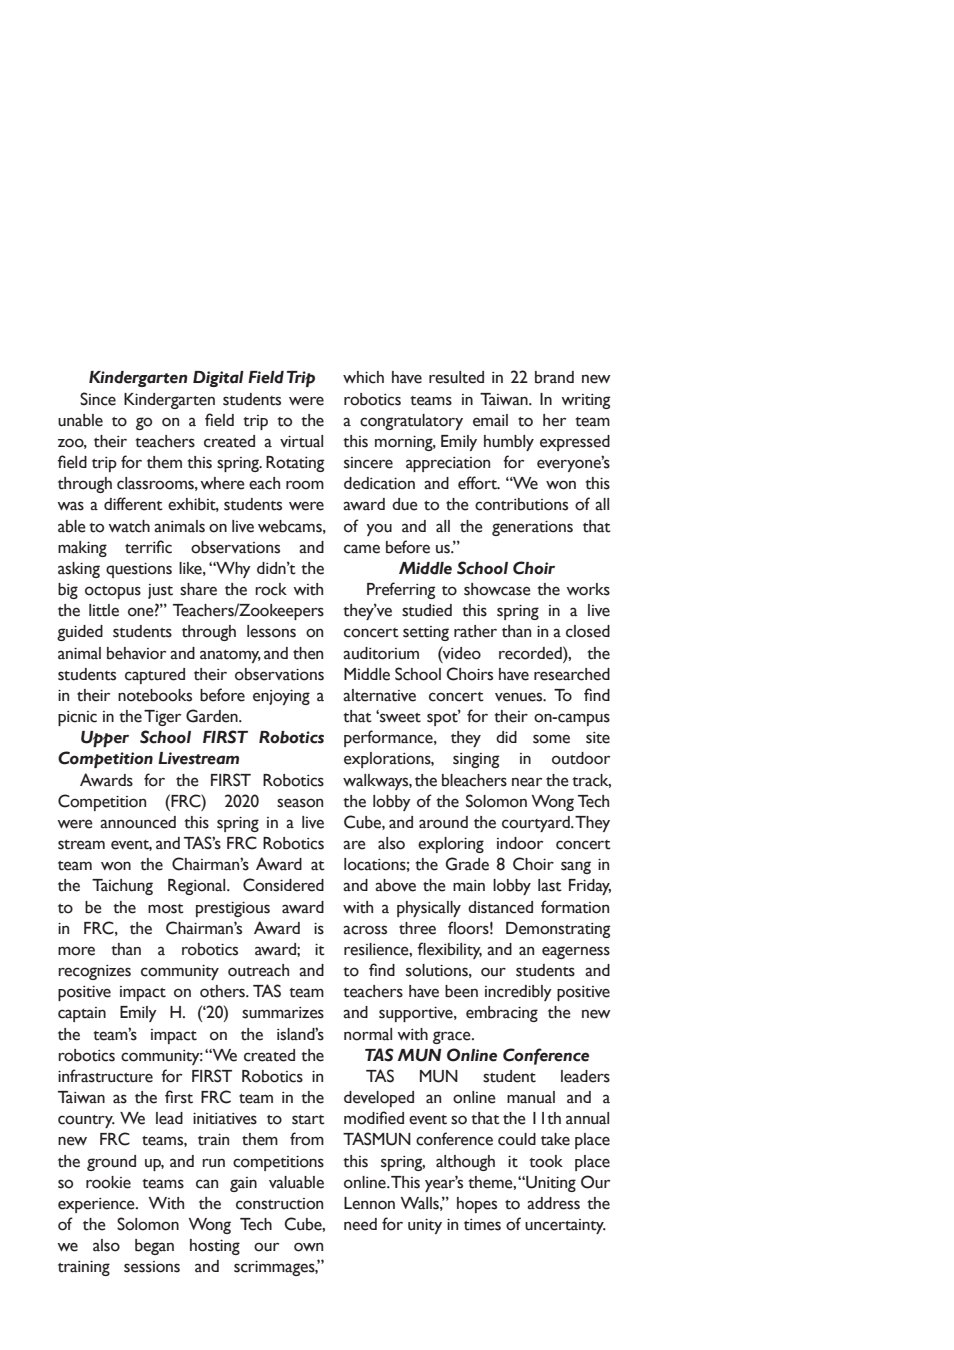 Kindergarten Digital Field Trip
Since Kindergarten students were
unable to go on a field trip to the
zoo, their teachers created a virtual
field trip for them this spring. Rotating
through classrooms, where each room
was a different exhibit, students were
able to watch animals on live webcams,
making terrific observations and
asking questions like, “Why didn’t the
big octopus just share the rock with
the little one?” Teachers/Zookeepers
guided students through lessons on
animal behavior and anatomy, and then
students captured their observations
in their notebooks before enjoying a
picnic in the Tiger Garden.
Upper School FIRST Robotics
Competition Livestream
Awards for the FIRST Robotics
Competition (FRC) 2020 season
were announced this spring in a live
stream event, and TAS’s FRC Robotics
team won the Chairman’s Award at
the Taichung Regional. Considered
to be the most prestigious award
in FRC, the Chairman’s Award is
more than a robotics award; it
recognizes community outreach and
positive impact on others. TAS team
captain Emily H. (‘20) summarizes
the team’s impact on the island’s
robotics community: “We created the
infrastructure for FIRST Robotics in
Taiwan as the first FRC team in the
country. We lead initiatives to start
new FRC teams, train them from
the ground up, and run competitions
so rookie teams can gain valuable
experience. With the construction
of the Solomon Wong Tech Cube,
we also began hosting our own
training sessions and scrimmages,”
which have resulted in 22 brand new
robotics teams in Taiwan. In writing
a congratulatory email to her team
this morning, Emily humbly expressed
sincere appreciation for everyone’s
dedication and effort. “We won this
award due to the contributions of all
of you and all the generations that
came before us.”
Middle School Choir
Preferring to showcase the works
they’ve studied this spring in a live
concert setting rather than in a closed
auditorium (video recorded), the
Middle School Choirs have researched
alternative concert venues. To find
that ‘sweet spot’ for their on-campus
performance, they did some site
explorations, singing in outdoor
walkways, the bleachers near the track,
the lobby of the Solomon Wong Tech
Cube, and around the courtyard. They
are also exploring indoor concert
locations; the Grade 8 Choir sang in
and above the main lobby last Friday,
with a physically distanced formation
across three floors! Demonstrating
resilience, flexibility, and an eagerness
to find solutions, our students and
teachers have been incredibly positive
and supportive, embracing the new
normal with grace.
TAS MUN Online Conference
TAS MUN student leaders
developed an online manual and a
modified event so that the 11th annual
TASMUN conference could take place
this spring, although it took place
online. This year’s theme, “Uniting Our
Lennon Walls,” hopes to address the
need for unity in times of uncertainty.